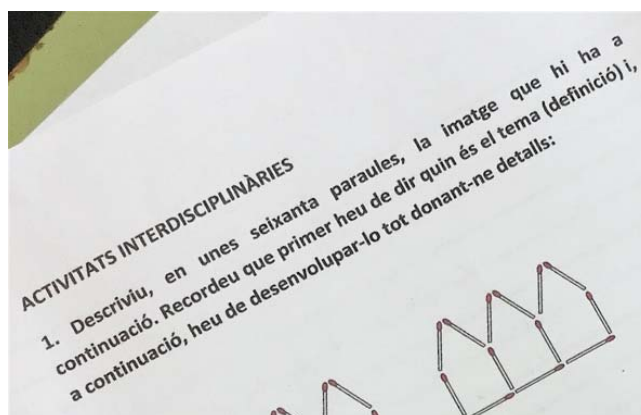 ACTIVITATS INTERDISCIPLINÀRIES
1. Descriviu, en unes seixanta paraules, la imatge que hi ha a
continuació. Recordeu que primer heu de dir quin és el tema (definició) i,
a continuació, heu de desenvolupar-lo tot donant-ne detalls: